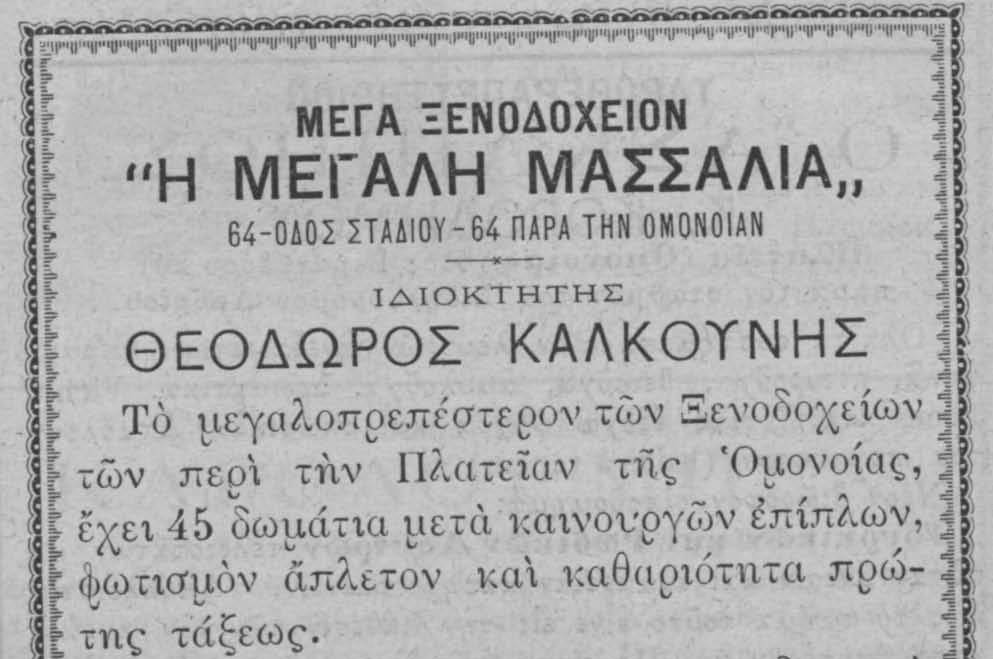 ΜΕΓΑ ΞΕΝΟΔΟΧΕΙΟΝ
“Η ΜΕΓΑΛΗ ΜΑΣΣΑΛΙΑ„
64-ΟΔΟΣ ΣΤΑΔΙΟΥ-64 ΠΑΡΑ ΤΗΝ ΟΜΟΝΟΙΑΝ
ΙΔΙΟΚΤΗΤΗΣ
ΘΕΟΔΩΡΟΣ ΚΑΛΚΟΥΝΗΣ
Τὸ μεγαλοπρεπέστερον τῶν Ξενοδοχείων
τῶν περὶ τὴν Πλατεῖαν τῆς Ὁμονοίας,
ἔχει 45 δωμάτια μετὰ καινουργῶν ἐπίπλων,
φωτισμὸν ἄπλετον καὶ καθαριότητα πρώ-
της τάξεως.